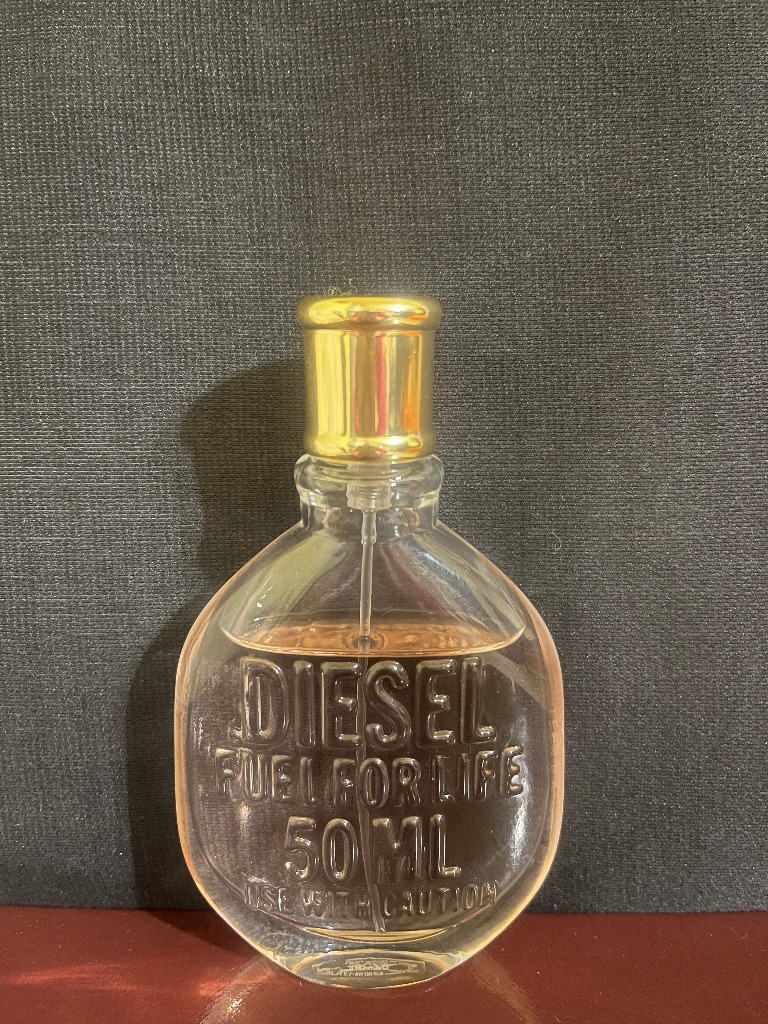 DIESEL
FUEL FOR LIFE
50 ML
USE WITH CAUTION